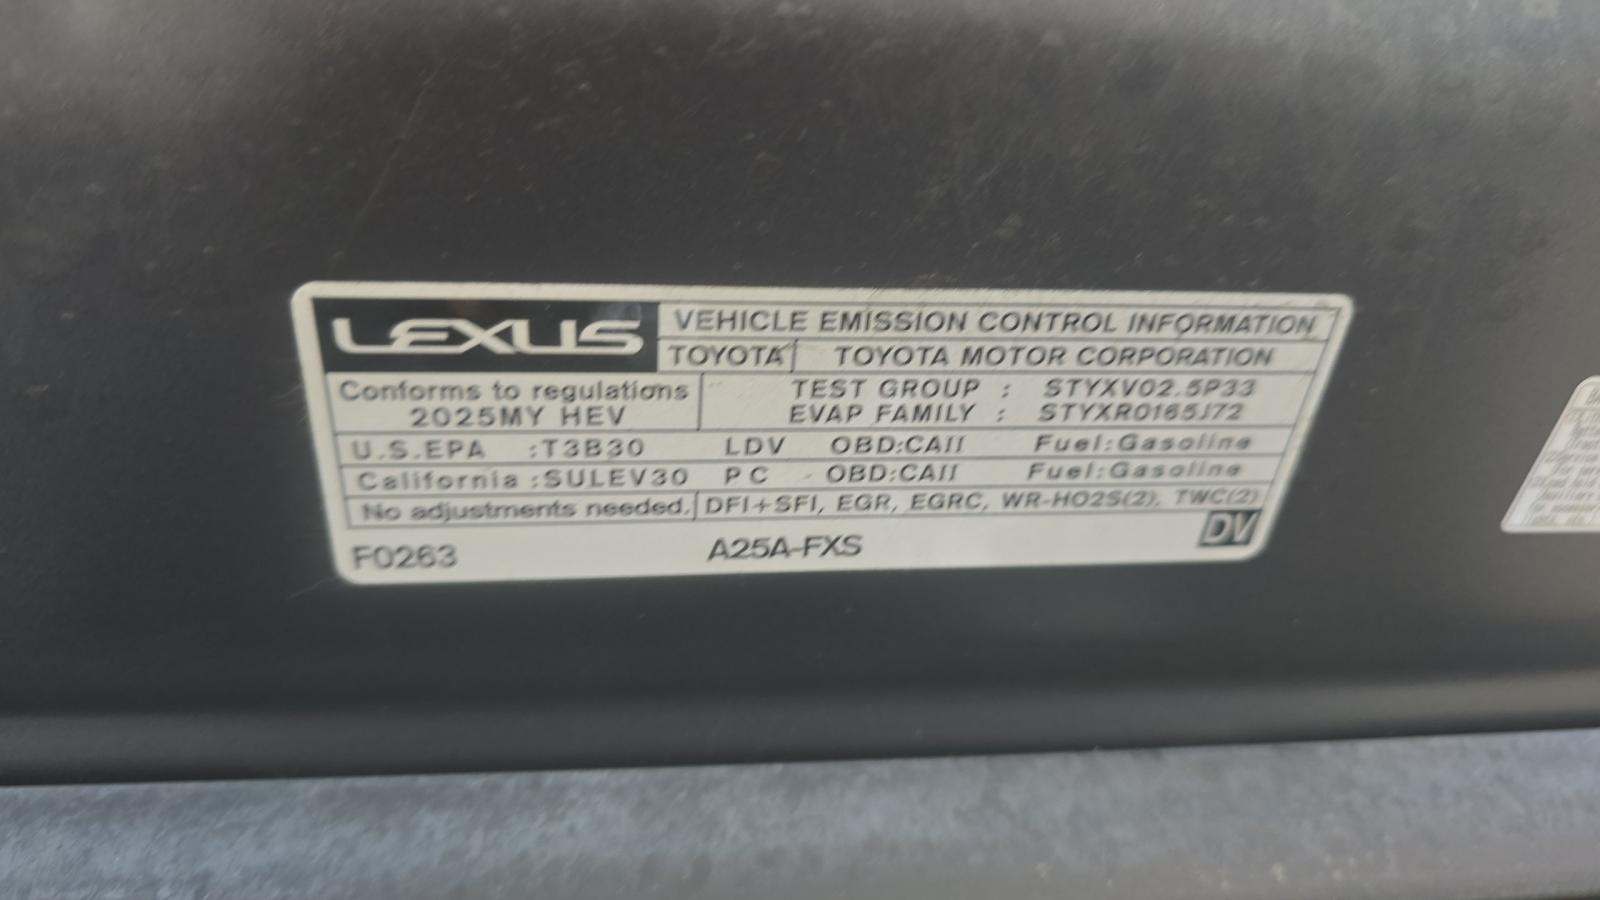 LEXUS
VEHICLE EMISSION CONTROL INFORMATION
TOYOTA TOYOTA MOTOR CORPORATION
Conforms to regulations
2025MY HEV
TEST GROUP : STYXV02.5P33
EVAP FAMILY : STYXR0165J72
U.S.EPA :T3B30 LDV OBD:CAII Fuel:Gasoline
California :SULEV30 PC OBD:CAII Fuel:Gasoline
No adjustments needed. DFI+SFI, EGR, EGRC, WR-HO2S(2), TWC(2)
F0263 A25A-FXS DV